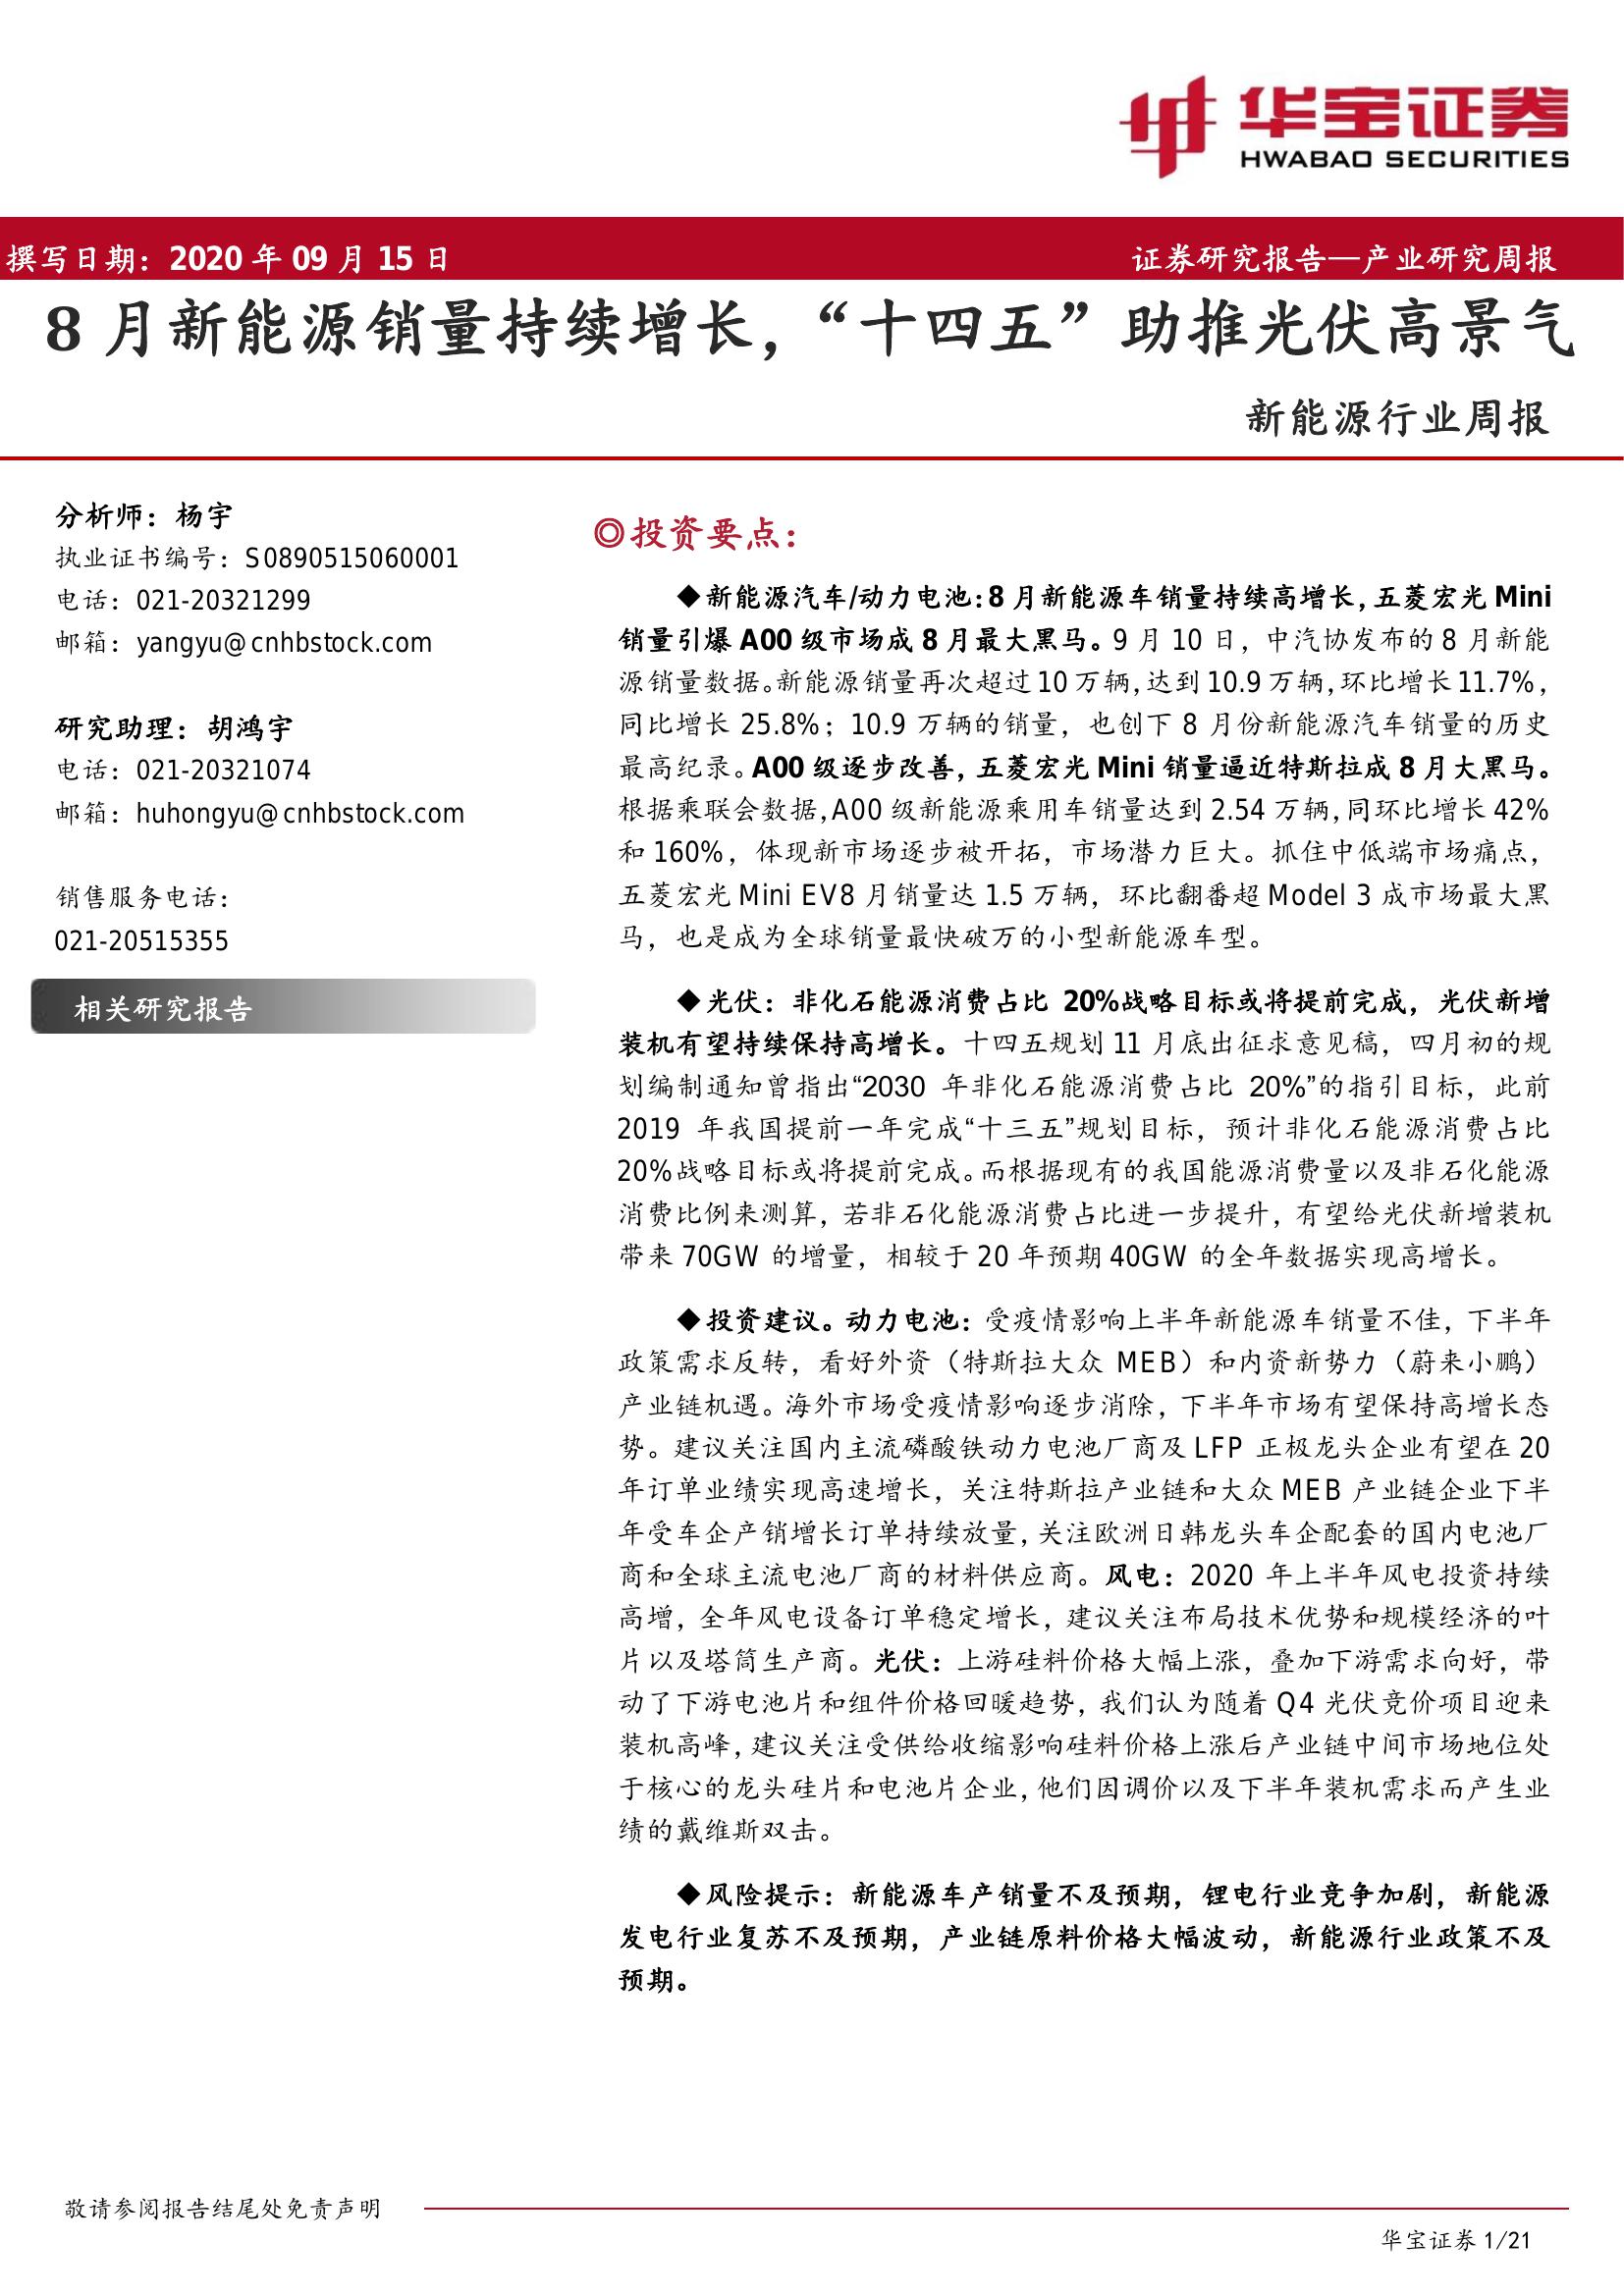 华宝证券
HWABAO SECURITIES
撰写日期：2020 年 09 月 15 日
证券研究报告—产业研究周报
8 月新能源销量持续增长，“十四五”助推光伏高景气
新能源行业周报
分析师：杨宇
执业证书编号：S0890515060001
电话：021-20321299
邮箱：yangyu@cnhbstock.com
研究助理：胡鸿宇
电话：021-20321074
邮箱：huhongyu@cnhbstock.com
销售服务电话：
021-20515355
相关研究报告
◎投资要点：
◆新能源汽车/动力电池：8 月新能源车销量持续高增长，五菱宏光 Mini
销量引爆 A00 级市场成 8 月最大黑马。9 月 10 日，中汽协发布的 8 月新能
源销量数据。新能源销量再次超过 10 万辆，达到 10.9 万辆，环比增长 11.7%，
同比增长 25.8%；10.9 万辆的销量，也创下 8 月份新能源汽车销量的历史
最高纪录。A00 级逐步改善，五菱宏光 Mini 销量逼近特斯拉成 8 月大黑马。
根据乘联会数据，A00 级新能源乘用车销量达到 2.54 万辆，同环比增长 42%
和 160%，体现新市场逐步被开拓，市场潜力巨大。抓住中低端市场痛点，
五菱宏光 Mini EV8 月销量达 1.5 万辆，环比翻番超 Model 3 成市场最大黑
马，也是成为全球销量最快破万的小型新能源车型。
◆光伏：非化石能源消费占比 20%战略目标或将提前完成，光伏新增
装机有望持续保持高增长。十四五规划 11 月底出征求意见稿，四月初的规
划编制通知曾指出“2030 年非化石能源消费占比 20%”的指引目标，此前
2019 年我国提前一年完成“十三五”规划目标，预计非化石能源消费占比
20%战略目标或将提前完成。而根据现有的我国能源消费量以及非石化能源
消费比例来测算，若非石化能源消费占比进一步提升，有望给光伏新增装机
带来 70GW 的增量，相较于 20 年预期 40GW 的全年数据实现高增长。
◆投资建议。动力电池：受疫情影响上半年新能源车销量不佳，下半年
政策需求反转，看好外资（特斯拉大众 MEB）和内资新势力（蔚来小鹏）
产业链机遇。海外市场受疫情影响逐步消除，下半年市场有望保持高增长态
势。建议关注国内主流磷酸铁动力电池厂商及 LFP 正极龙头企业有望在 20
年订单业绩实现高速增长，关注特斯拉产业链和大众 MEB 产业链企业下半
年受车企产销增长订单持续放量，关注欧洲日韩龙头车企配套的国内电池厂
商和全球主流电池厂商的材料供应商。风电：2020 年上半年风电投资持续
高增，全年风电设备订单稳定增长，建议关注布局技术优势和规模经济的叶
片以及塔筒生产商。光伏：上游硅料价格大幅上涨，叠加下游需求向好，带
动了下游电池片和组件价格回暖趋势，我们认为随着 Q4 光伏竞价项目迎来
装机高峰，建议关注受供给收缩影响硅料价格上涨后产业链中间市场地位处
于核心的龙头硅片和电池片企业，他们因调价以及下半年装机需求而产生业
绩的戴维斯双击。
◆风险提示：新能源车产销量不及预期，锂电行业竞争加剧，新能源
发电行业复苏不及预期，产业链原料价格大幅波动，新能源行业政策不及
预期。
敬请参阅报告结尾处免责声明
华宝证券 1/21